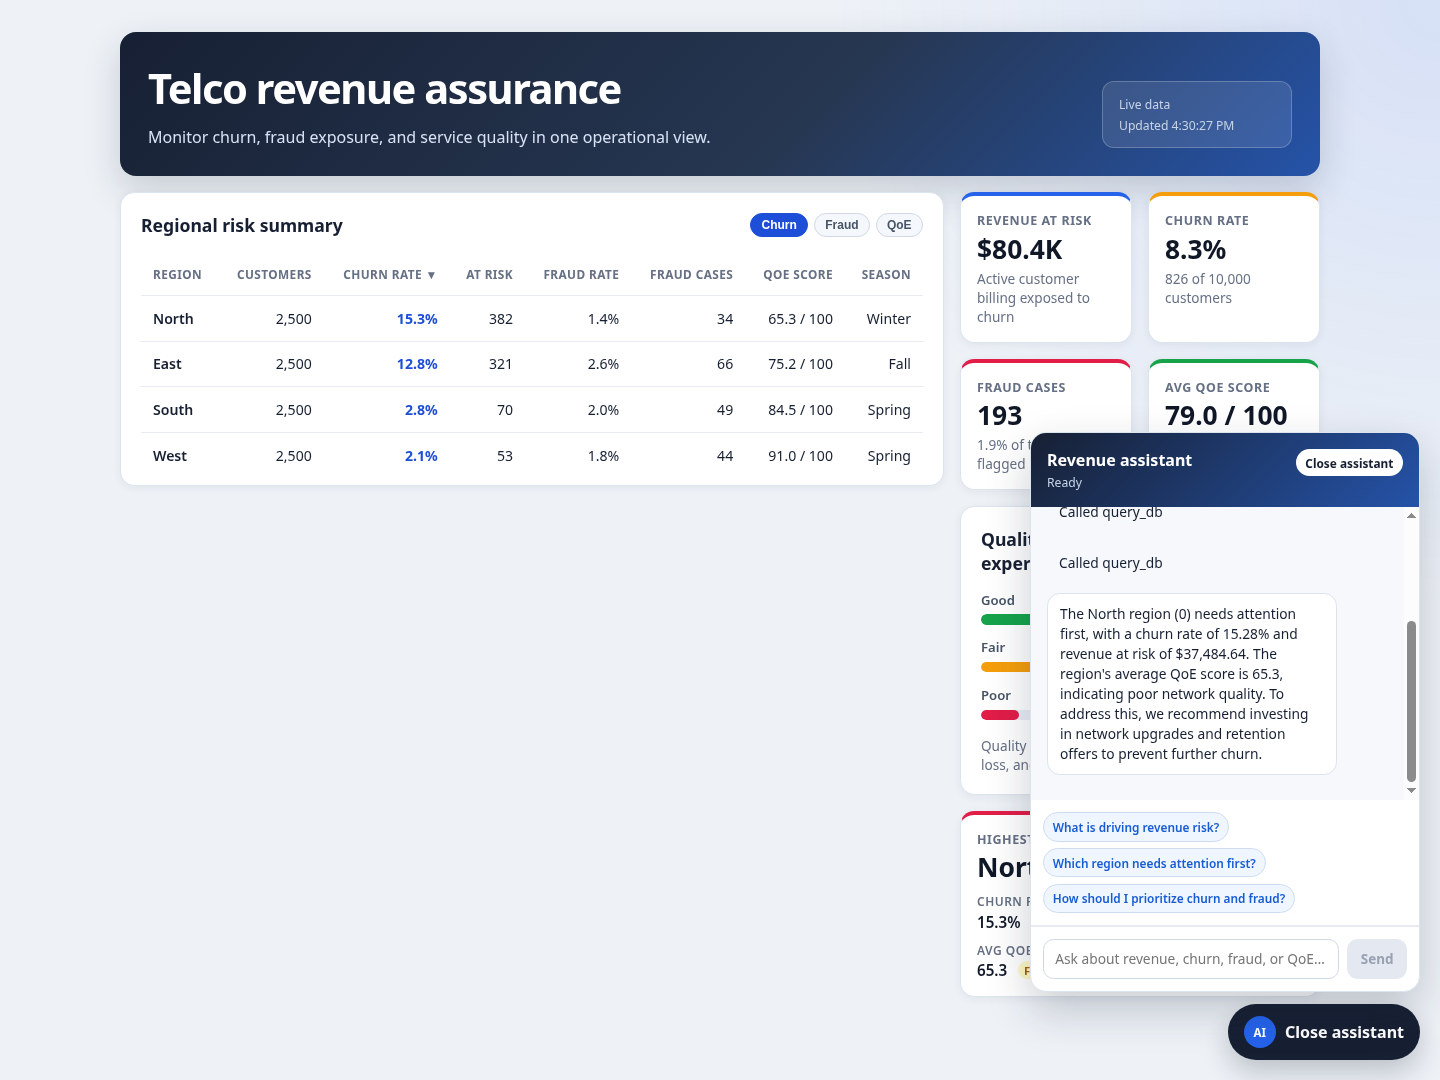 Telco revenue assurance
Monitor churn, fraud exposure, and service quality in one operational view.
Live data
Updated 4:30:27 PM
Regional risk summary
Churn Fraud QoE
REGION CUSTOMERS CHURN RATE ▼ AT RISK FRAUD RATE FRAUD CASES QOE SCORE SEASON
North 2,500 15.3% 382 1.4% 34 65.3 / 100 Winter
East 2,500 12.8% 321 2.6% 66 75.2 / 100 Fall
South 2,500 2.8% 70 2.0% 49 84.5 / 100 Spring
West 2,500 2.1% 53 1.8% 44 91.0 / 100 Spring
REVENUE AT RISK
$80.4K
Active customer
billing exposed to
churn
CHURN RATE
8.3%
826 of 10,000
customers
FRAUD CASES
193
1.9% of
flagged
AVG QOE SCORE
79.0 / 100
Good
Fair
Poor
Quality
loss,
HIGHEST
15.3%
AVG
65.3
Revenue assistant
Ready
Close assistant
Called query_db
Called query_db
The North region (0) needs attention
first, with a churn rate of 15.28% and
revenue at risk of $37,484.64. The
region's average QoE score is 65.3,
indicating poor network quality. To
address this, we recommend investing
in network upgrades and retention
offers to prevent further churn.
What is driving revenue risk?
Which region needs attention first?
How should I prioritize churn and fraud?
Ask about revenue, churn, fraud, or QoE...
Send
AI Close assistant